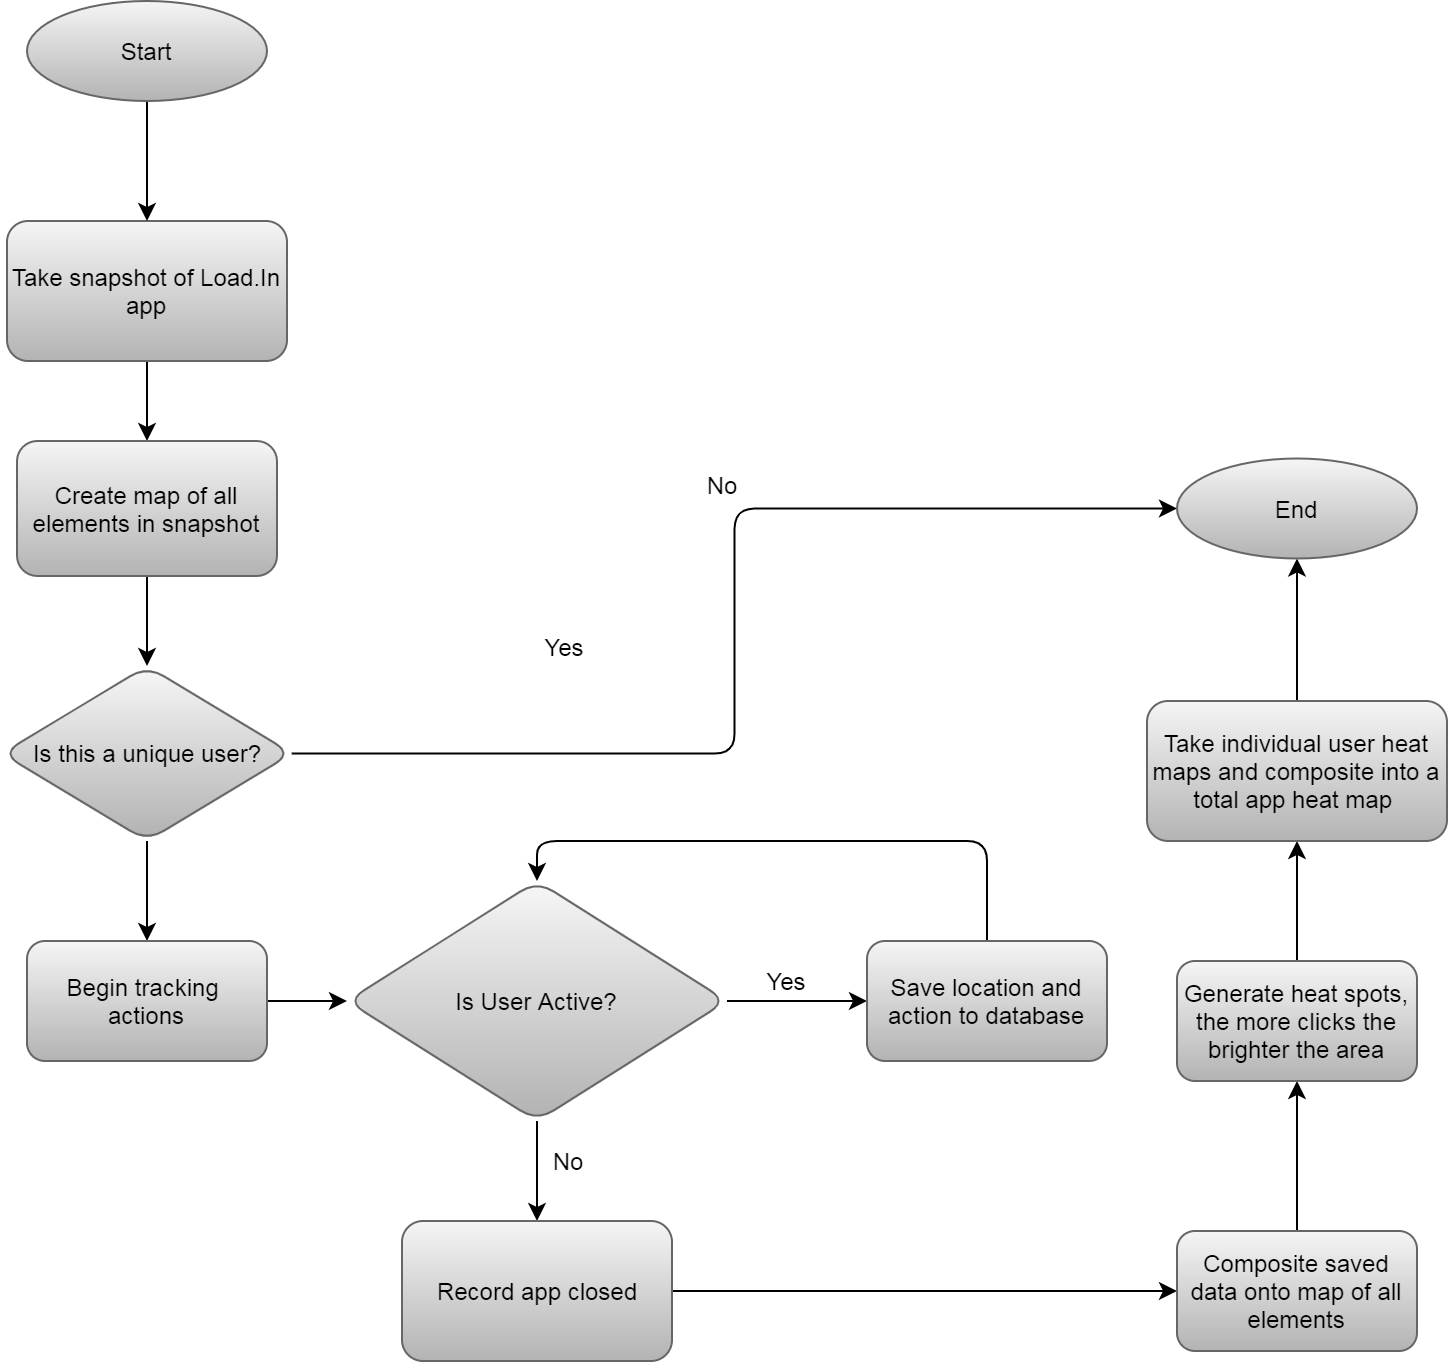 Start
Take snapshot of Load.In
app
Create map of all
elements in snapshot
No
End
Yes
Is this a unique user?
Take individual user heat
maps and composite into a
total app heat map
Begin tracking
actions
Is User Active?
Yes
Save location and
action to database
Generate heat spots,
the more clicks the
brighter the area
No
Record app closed
Composite saved
data onto map of all
elements